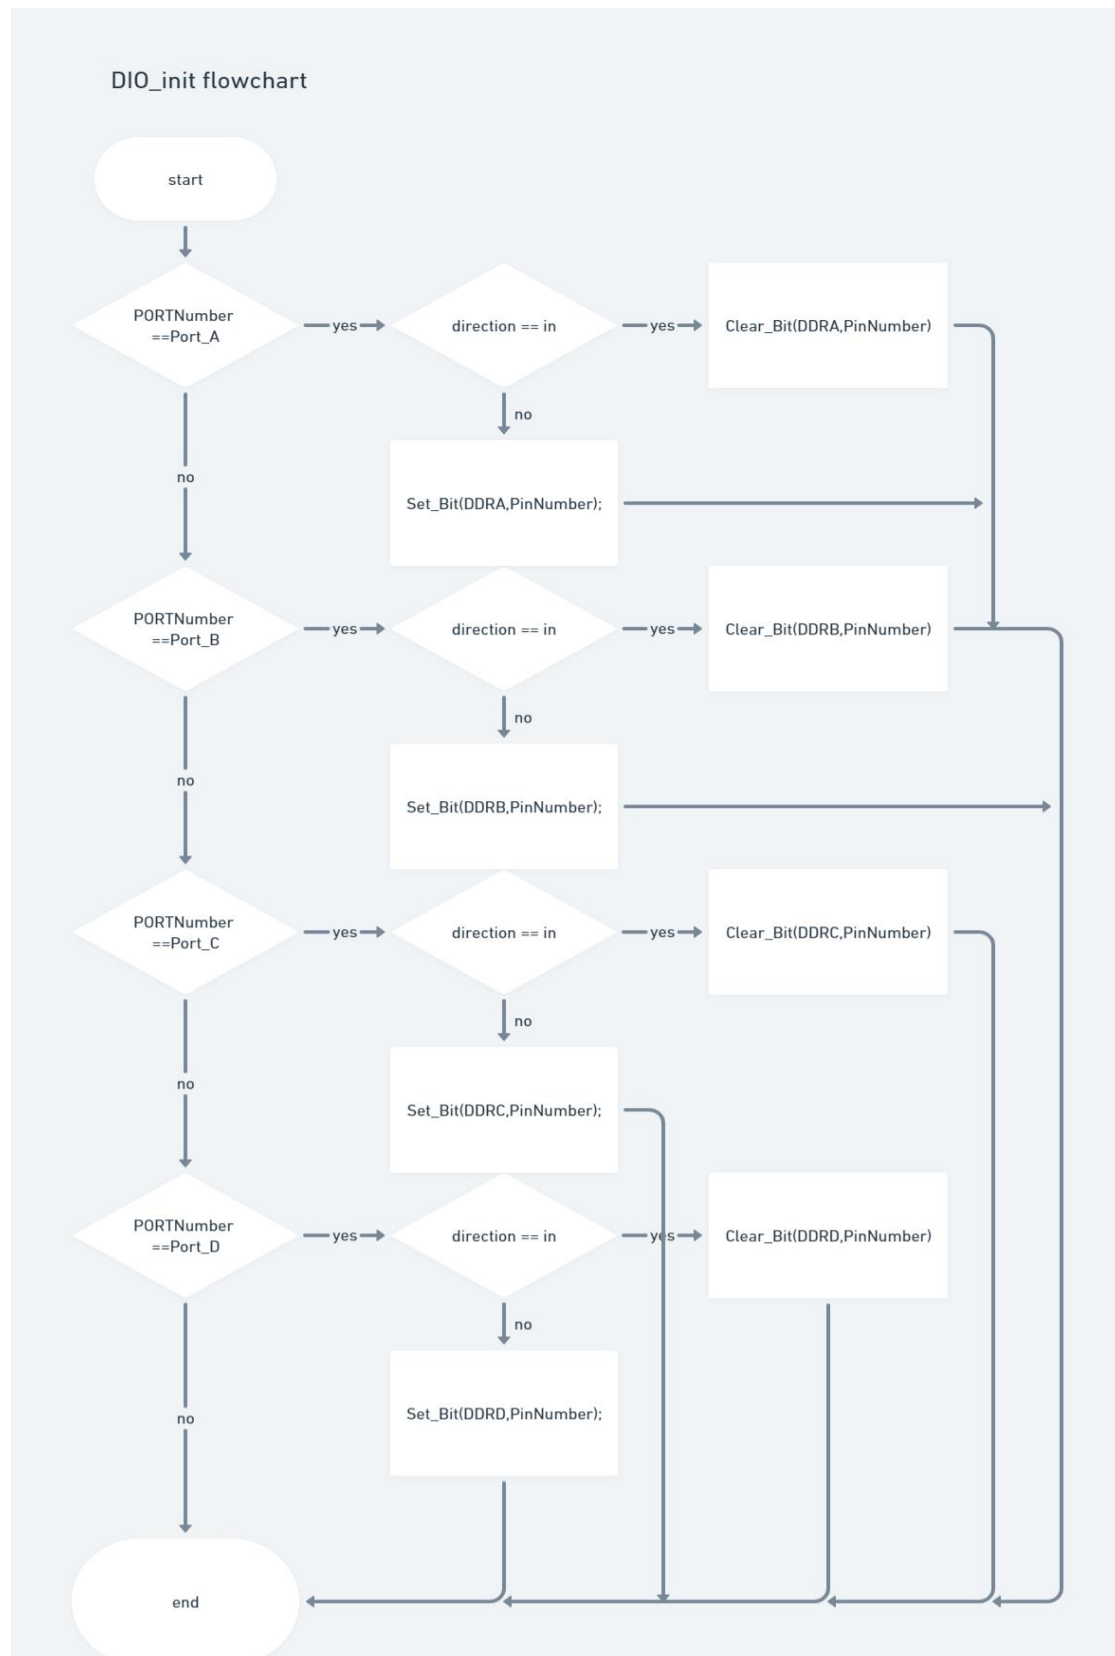 DIO_init flowchart
start
PORTNumber
==Port_A
yes
direction == in
yes
Clear_Bit(DDRA,PinNumber)
no
no
Set_Bit(DDRA,PinNumber);
PORTNumber
==Port_B
yes
direction == in
yes
Clear_Bit(DDRB,PinNumber)
no
no
Set_Bit(DDRB,PinNumber);
PORTNumber
==Port_C
yes
direction == in
yes
Clear_Bit(DDRC,PinNumber)
no
no
Set_Bit(DDRC,PinNumber);
PORTNumber
==Port_D
yes
direction == in
yes
Clear_Bit(DDRD,PinNumber)
no
Set_Bit(DDRD,PinNumber);
no
end